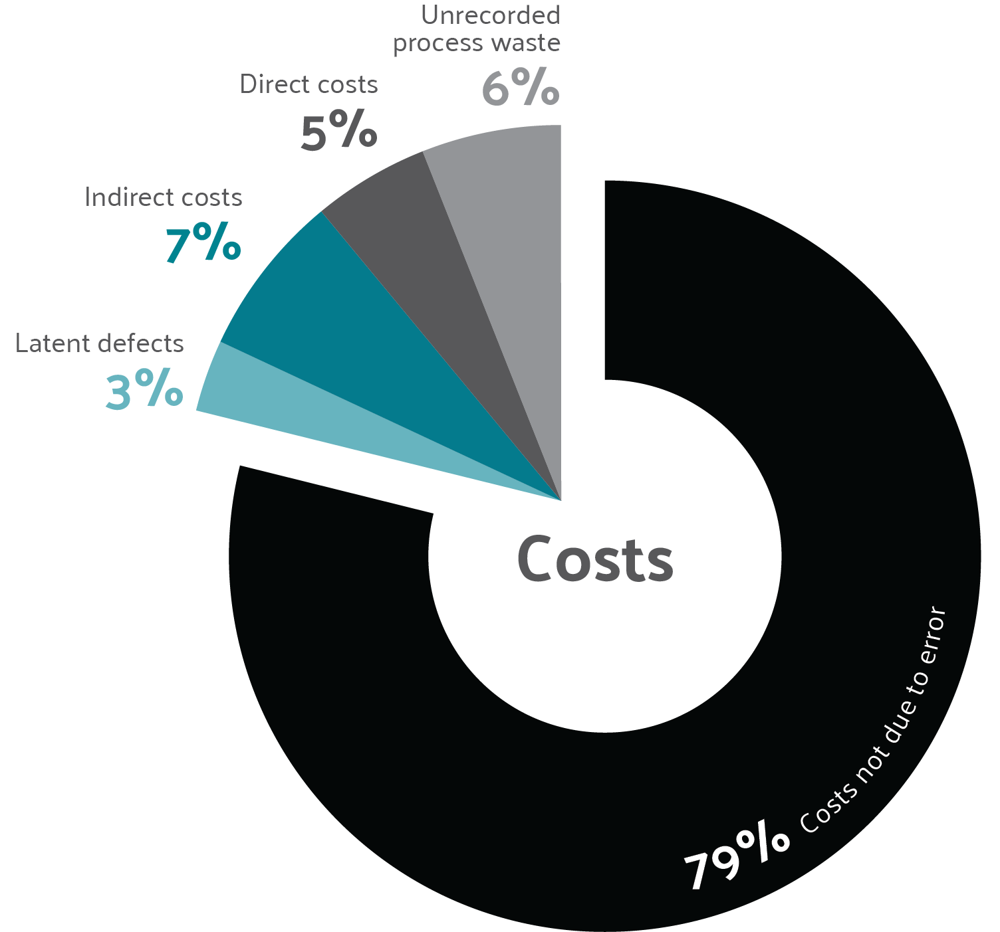 Unrecorded
process waste
6%
Direct costs
5%
Indirect costs
7%
Latent defects
3%
Costs
79% Costs not due to error